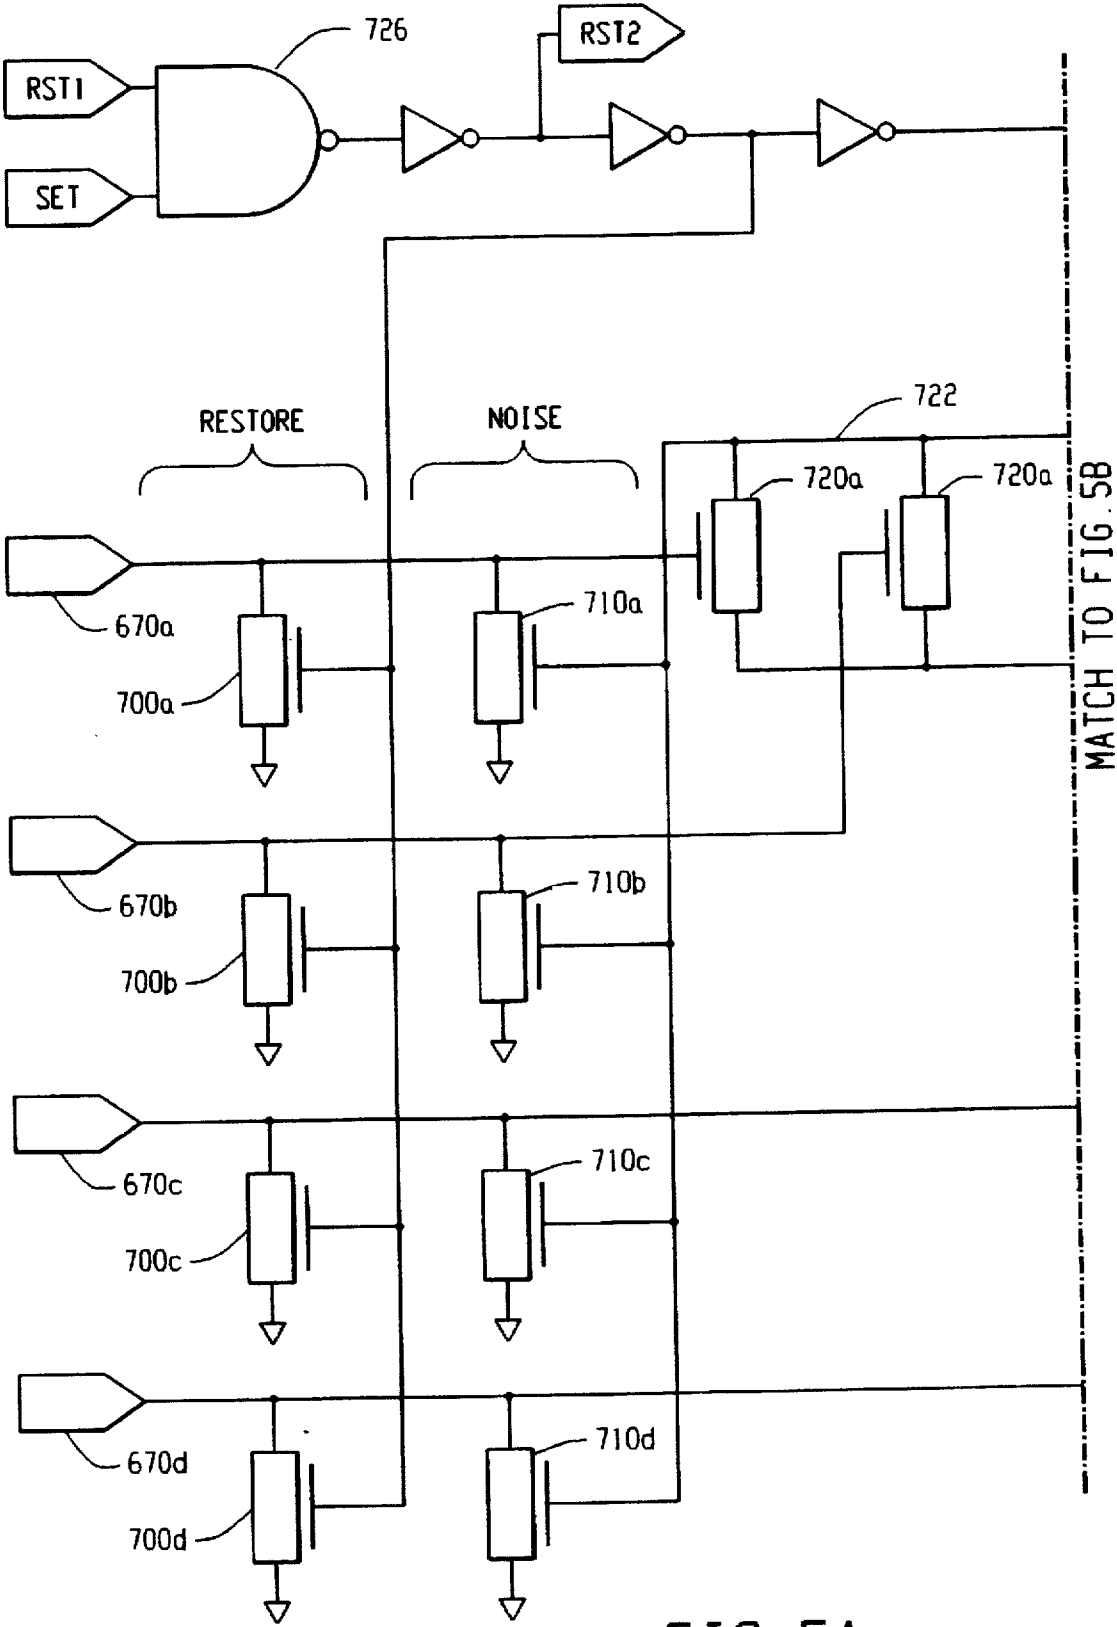 726
RST2
RST1
SET
722
RESTORE
NOISE
720a
720a
670a
710a
700a
MATCH TO FIG.5B
670b
710b
700b
670c
710c
700c
670d
710d
700d